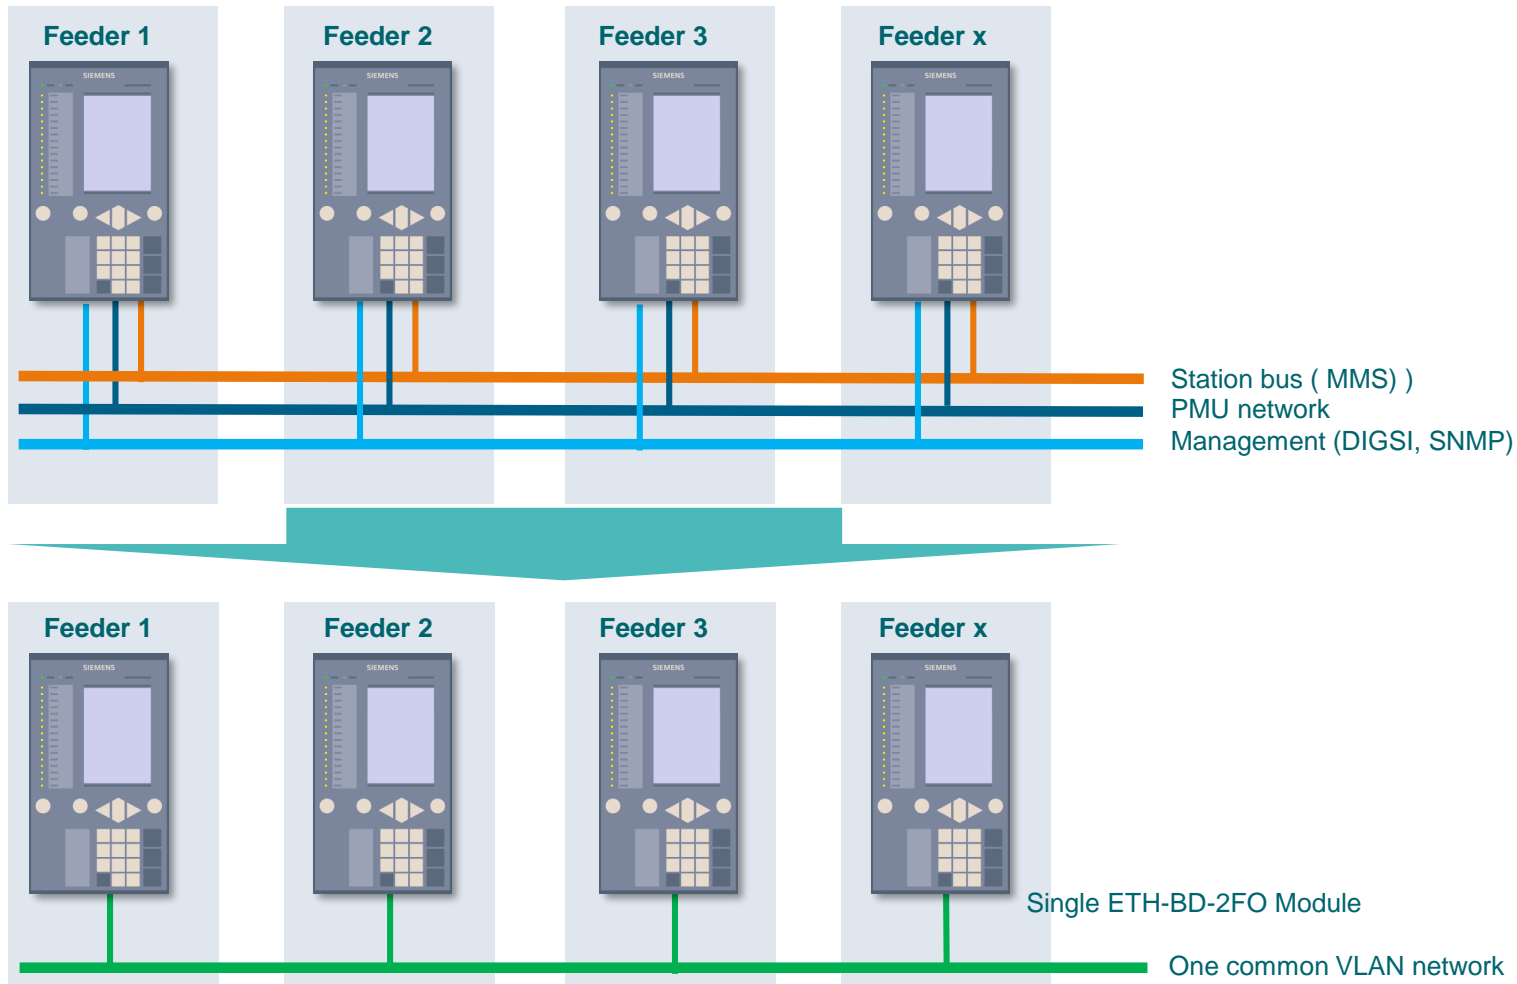 Feeder 1 Feeder 2 Feeder 3 Feeder x
SIEMENS SIEMENS SIEMENS SIEMENS
Station bus ( MMS) )
PMU network
Management (DIGSI, SNMP)
Feeder 1 Feeder 2 Feeder 3 Feeder x
SIEMENS SIEMENS SIEMENS SIEMENS
Single ETH-BD-2FO Module
One common VLAN network